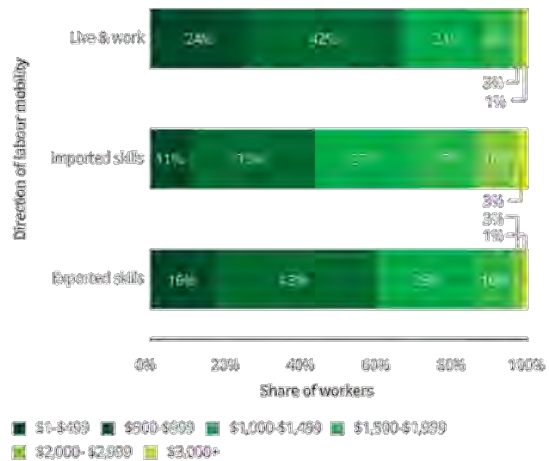 Live & work
24%
42%
3%
1%
Direction of labour mobility
Imported skills
11%
3%
3%
1%
Exported skills
43%
0% 20% 40% 60% 80% 100%
Share of workers
$1-$499 $500-$999 $1,000-$1,499 $1,500-$1,999
$2,000-$2,999 $3,000+